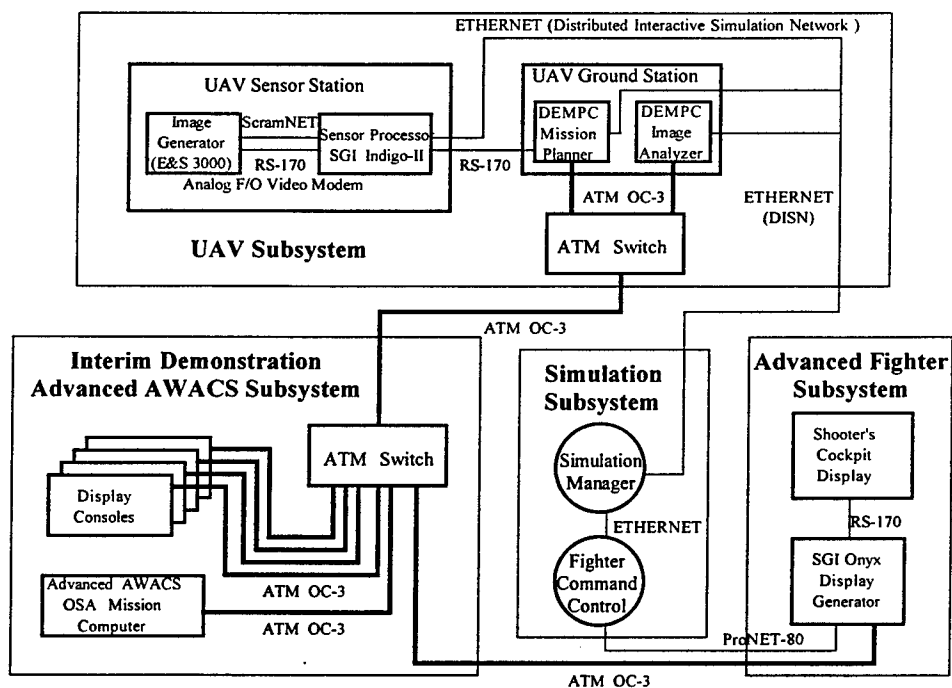 ETHERNET (Distributed Interactive Simulation Network )
UAV Sensor Station
Image
Generator
(E&S 3000)
ScramNET
RS-170
Analog F/O Video Modem
Sensor Processo
SGI Indigo-II
RS-170
UAV Ground Station
DEMPC
Mission
Planner
DEMPC
Image
Analyzer
ATM OC-3
ETHERNET
(DISN)
UAV Subsystem
ATM Switch
ATM OC-3
Interim Demonstration
Advanced AWACS Subsystem
ATM Switch
Display
Consoles
ATM OC-3
Advanced AWACS
OSA Mission
Computer
ATM OC-3
Simulation
Subsystem
Simulation
Manager
ETHERNET
Fighter
Command
Control
ProNET-80
Advanced Fighter
Subsystem
Shooter's
Cockpit
Display
RS-170
SGI Onyx
Display
Generator
ATM OC-3